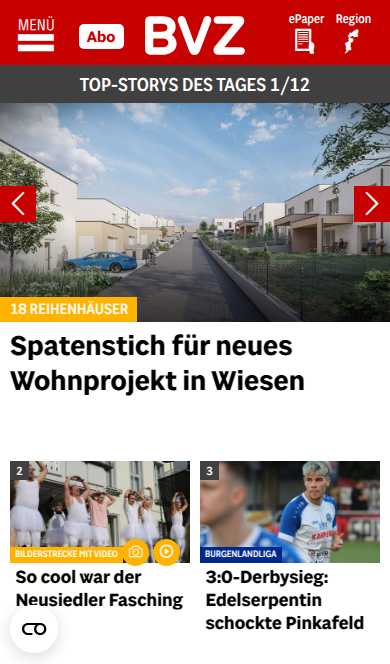 MENÜ
Abo
BVZ
ePaper
Region
TOP-STORYS DES TAGES 1/12
18 REIHENHÄUSER
Spatenstich für neues
Wohnprojekt in Wiesen
2
BILDERSTRECKE MIT VIDEO
So cool war der
Neusiedler Fasching
3
BURGENLANDLIGA
3:0-Derbysieg:
Edelserpentin
schockte Pinkafeld